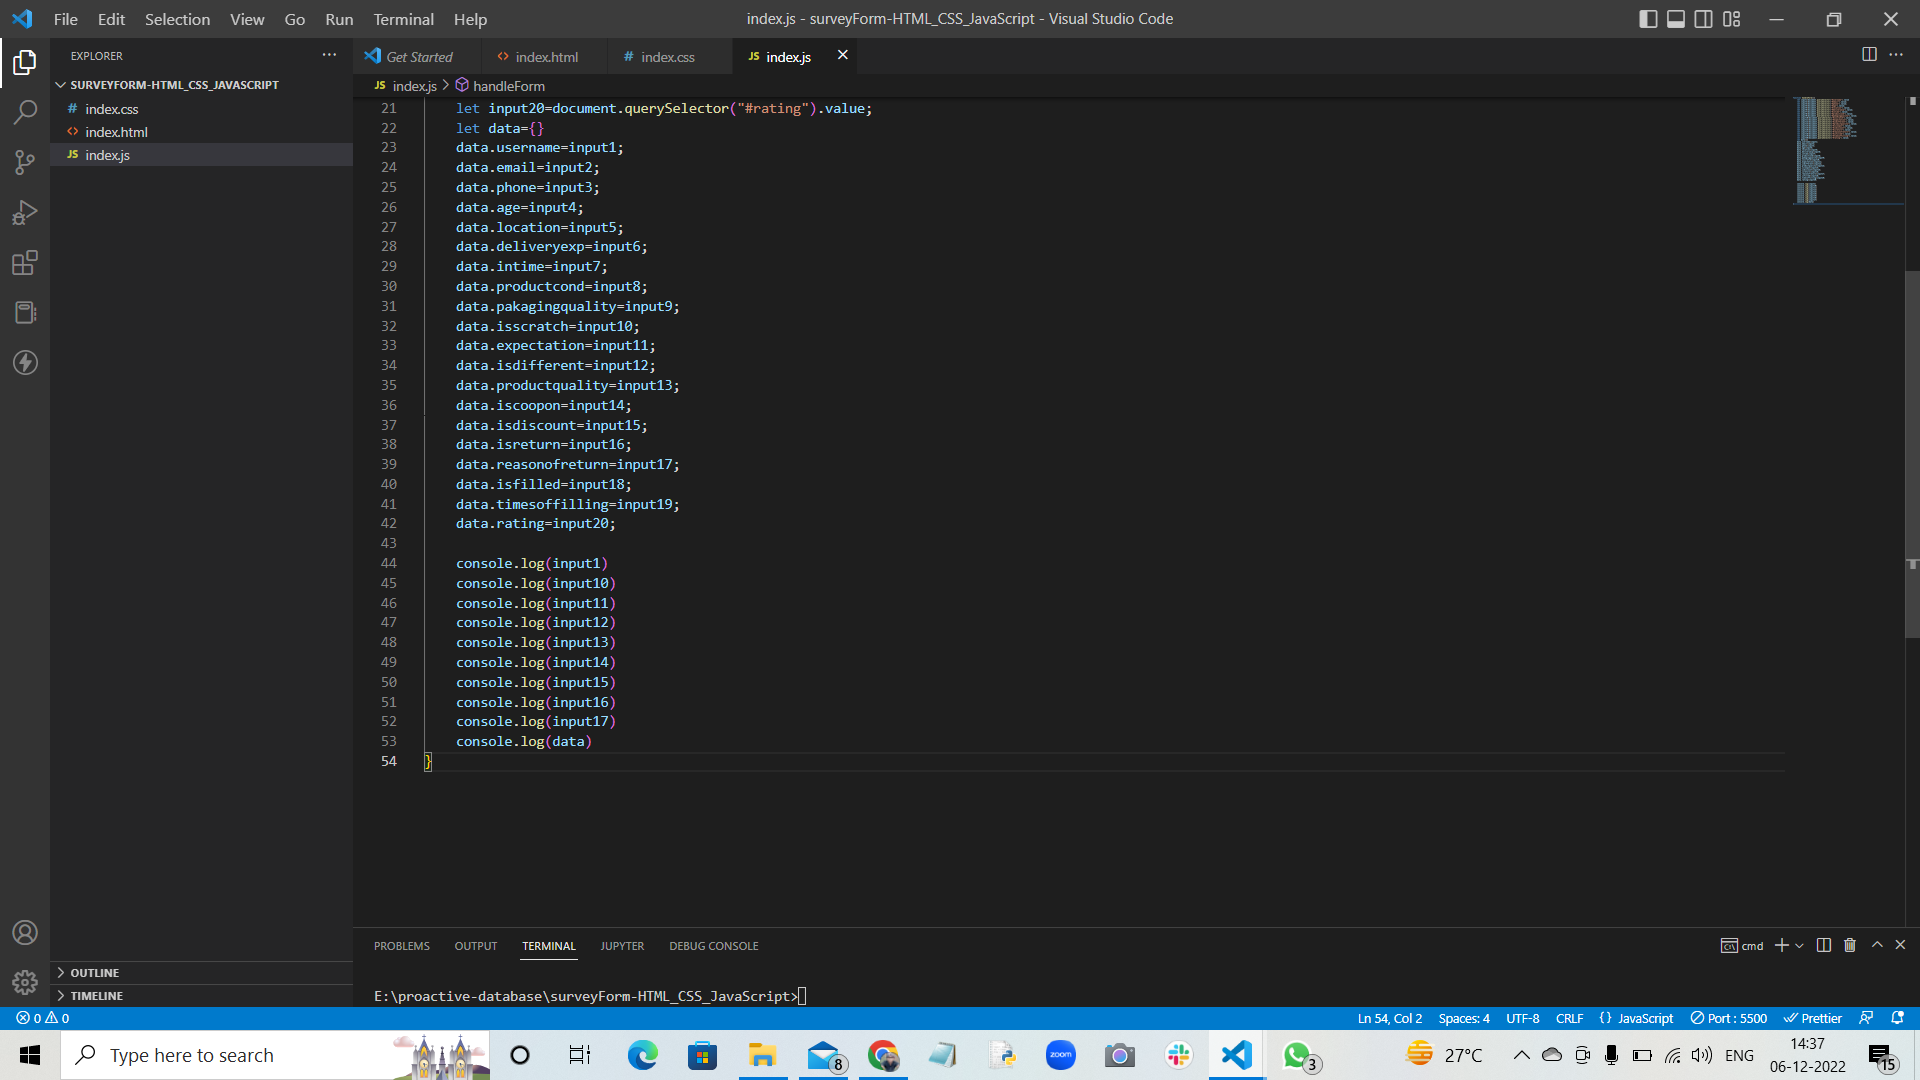 File Edit Selection View Go Run Terminal Help
index.js - surveyForm-HTML_CSS_JavaScript - Visual Studio Code
EXPLORER
SURVEYFORM-HTML_CSS_JAVASCRIPT
# index.css
<> index.html
JS index.js
OUTLINE
TIMELINE
Get Started
<> index.html
# index.css
JS index.js
JS index.js > handleForm
21 let input20=document.querySelector("#rating").value;
22 let data={}
23 data.username=input1;
24 data.email=input2;
25 data.phone=input3;
26 data.age=input4;
27 data.location=input5;
28 data.deliveryexp=input6;
29 data.intime=input7;
30 data.productcond=input8;
31 data.pakagingquality=input9;
32 data.isscratch=input10;
33 data.expectation=input11;
34 data.isdifferent=input12;
35 data.productquality=input13;
36 data.iscoopon=input14;
37 data.isdiscount=input15;
38 data.isreturn=input16;
39 data.reasonofreturn=input17;
40 data.isfilled=input18;
41 data.timesoffilling=input19;
42 data.rating=input20;
43
44 console.log(input1)
45 console.log(input10)
46 console.log(input11)
47 console.log(input12)
48 console.log(input13)
49 console.log(input14)
50 console.log(input15)
51 console.log(input16)
52 console.log(input17)
53 console.log(data)
54 }
PROBLEMS OUTPUT TERMINAL JUPYTER DEBUG CONSOLE
cmd
E:\proactive-database\surveyForm-HTML_CSS_JavaScript>
0 0
Ln 54, Col 2 Spaces: 4 UTF-8 CRLF {} JavaScript Port : 5500 Prettier
Type here to search
8
zoom
3
27°C
ENG
14:37
06-12-2022
15